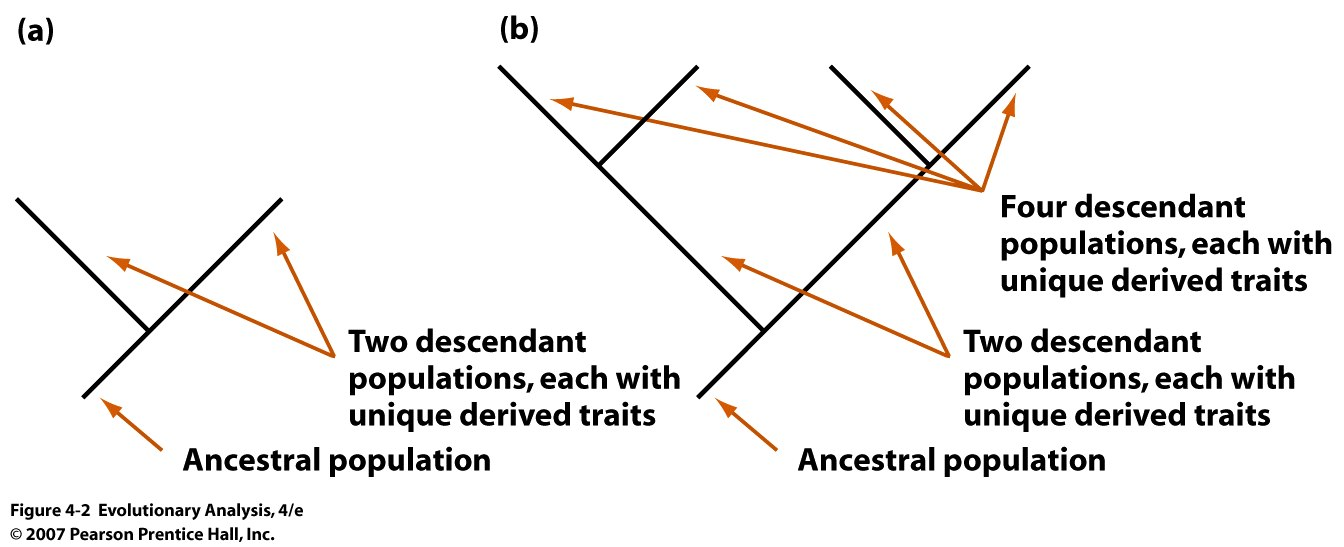 (a)
Two descendant
populations, each with
unique derived traits
Ancestral population
(b)
Four descendant
populations, each with
unique derived traits
Two descendant
populations, each with
unique derived traits
Ancestral population
Figure 4-2 Evolutionary Analysis, 4/e
© 2007 Pearson Prentice Hall, Inc.